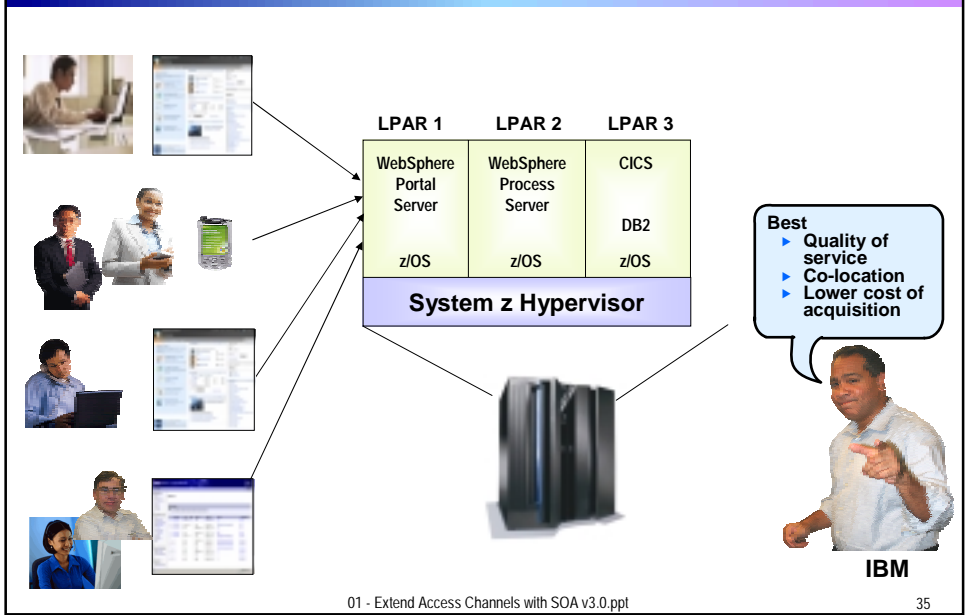 LPAR 1 LPAR 2 LPAR 3
WebSphere
Portal
Server
z/OS
WebSphere
Process
Server
z/OS
CICS
DB2
z/OS
System z Hypervisor
Best
Quality of
service
Co-location
Lower cost of
acquisition
IBM
01 - Extend Access Channels with SOA v3.0.ppt 35